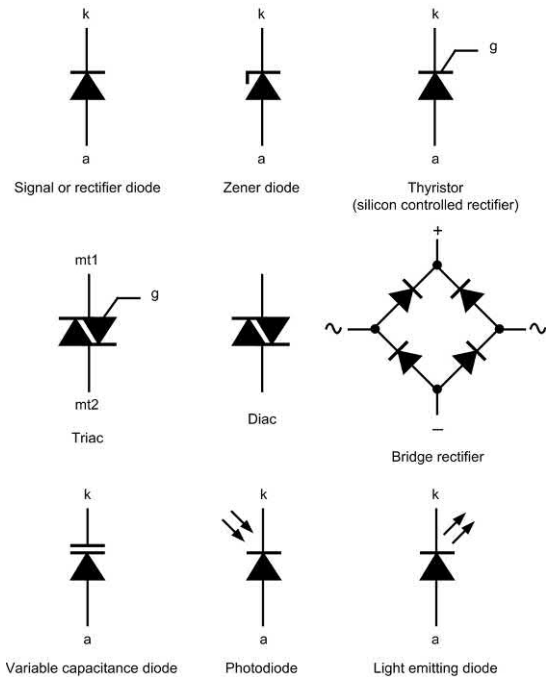 k
k
k
g
a
a
a
Signal or rectifier diode
Zener diode
Thyristor
(silicon controlled rectifier)
mt1
g
+
~
~
mt2
−
Triac
Diac
Bridge rectifier
k
k
k
a
a
a
Variable capacitance diode
Photodiode
Light emitting diode